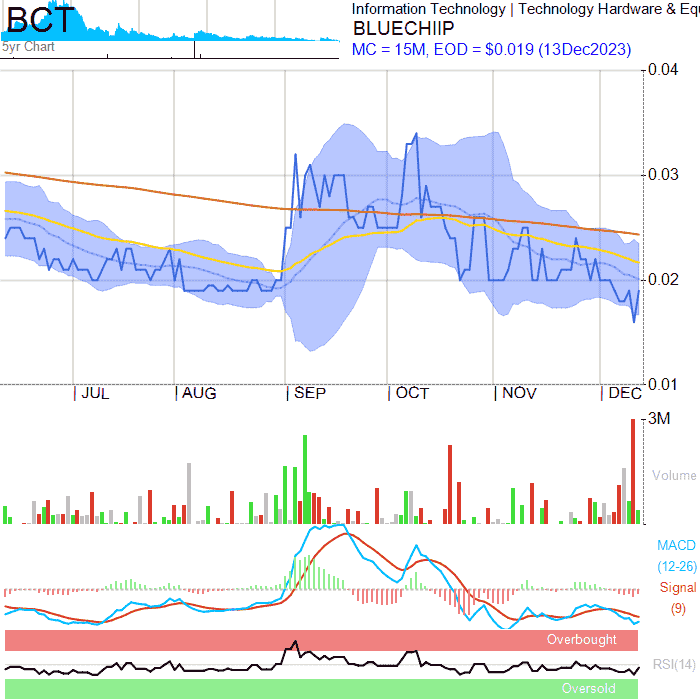 BCT
5yr Chart
Information Technology | Technology Hardware & Equ
BLUECHIIP
MC = 15M, EOD = $0.019 (13Dec2023)
0.04
0.03
0.02
0.01
JUL AUG SEP OCT NOV DEC
3M
Volume
MACD
(12-26)
Signal
(9)
Overbought
RSI(14)
Oversold